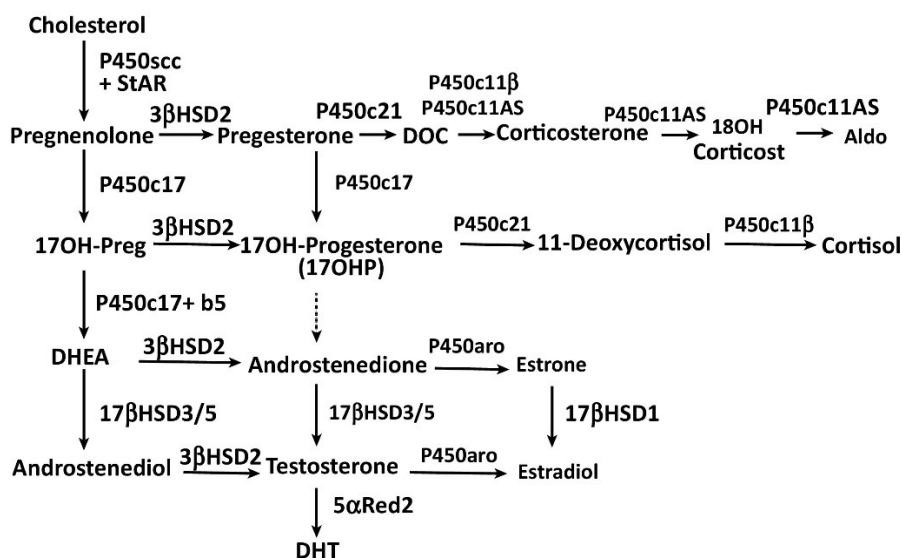 Cholesterol
P450scc
+ StAR
P450c11β
3βHSD2 P450c21 P450c11AS P450c11AS P450c11AS
Pregnenolone Pregesterone DOC Corticosterone 18OH Aldo
Corticost
P450c17 P450c17
3βHSD2 P450c21 P450c11β
17OH-Preg 17OH-Progesterone 11-Deoxycortisol Cortisol
(17OHP)
P450c17+ b5
3βHSD2 P450aro
DHEA Androstenedione Estrone
17βHSD3/5 17βHSD3/5 17βHSD1
3βHSD2 P450aro
Androstenediol Testosterone Estradiol
5αRed2
DHT